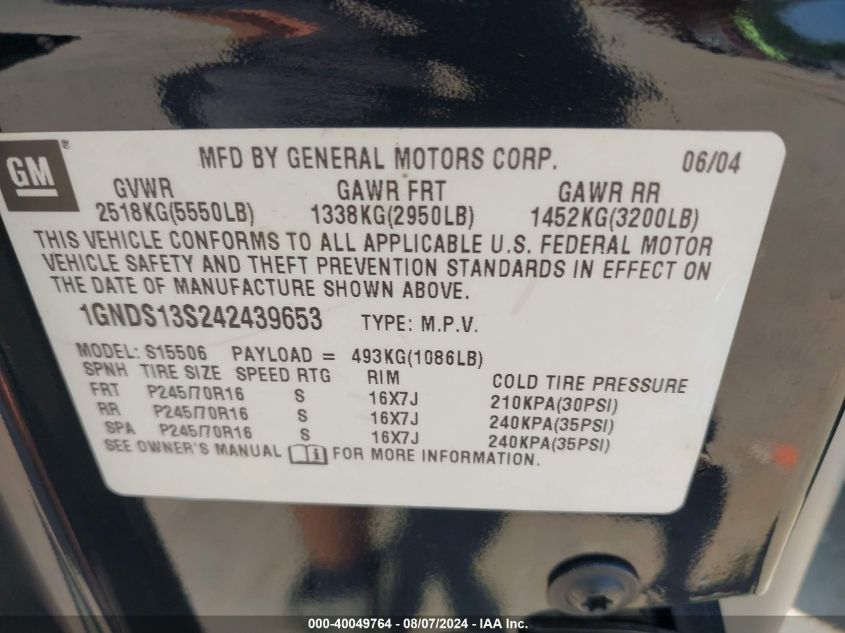 GM®
MFD BY GENERAL MOTORS CORP. 06/04
GVWR GAWR FRT GAWR RR
2518KG(5550LB) 1338KG(2950LB) 1452KG(3200LB)
THIS VEHICLE CONFORMS TO ALL APPLICABLE U.S. FEDERAL MOTOR
VEHICLE SAFETY AND THEFT PREVENTION STANDARDS IN EFFECT ON
THE DATE OF MANUFACTURE SHOWN ABOVE.
1GNDS13S242439653 TYPE: M.P.V.
MODEL: S15506 PAYLOAD = 493KG(1086LB)
SPNH TIRE SIZE SPEED RTG RIM COLD TIRE PRESSURE
FRT P245/70R16 S 16X7J 210KPA(30PSI)
RR P245/70R16 S 16X7J 240KPA(35PSI)
SPA P245/70R16 S 16X7J 240KPA(35PSI)
SEE OWNER'S MANUAL i FOR MORE INFORMATION.
000-40049764 - 08/07/2024 - IAA Inc.